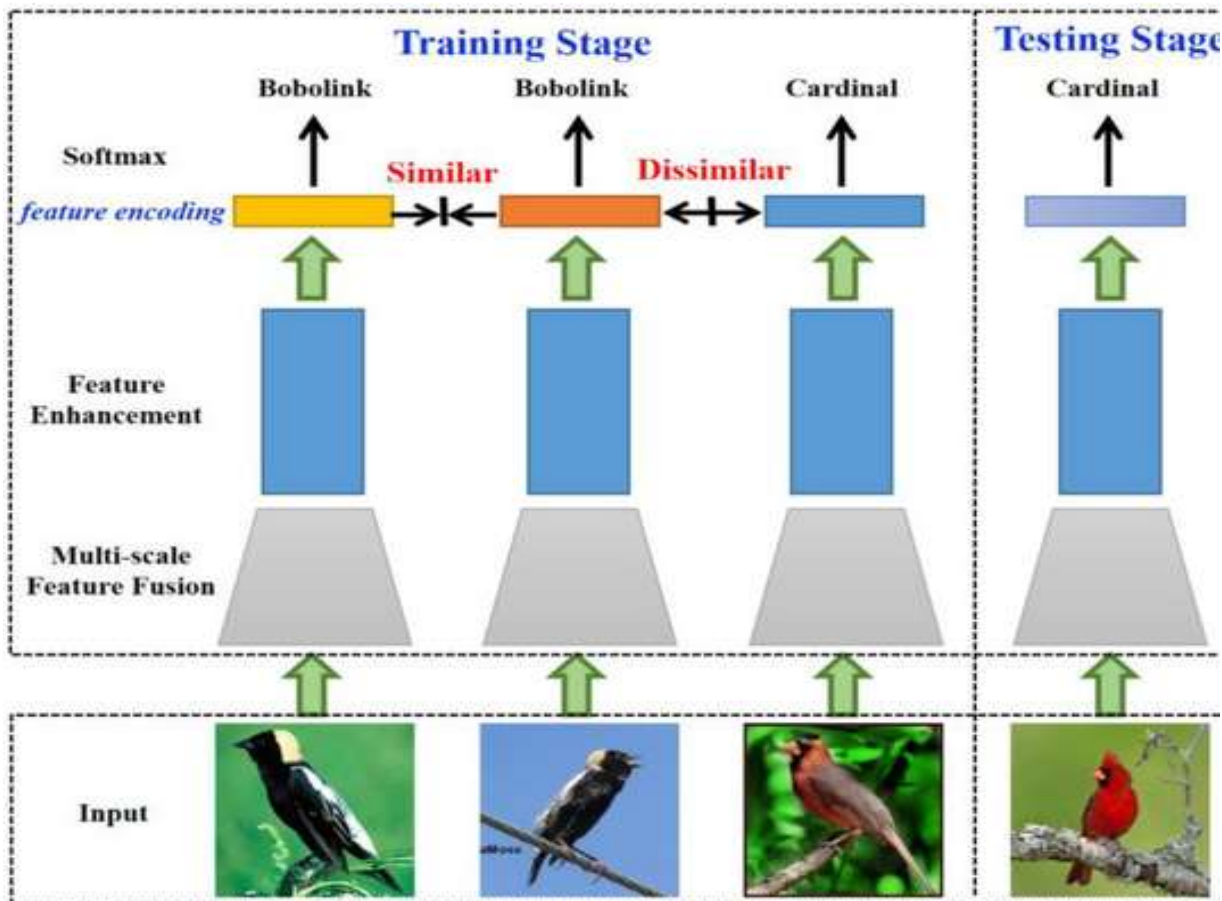 Training Stage
Testing Stage
Bobolink
Bobolink
Cardinal
Cardinal
Softmax
Similar
Dissimilar
feature encoding
Feature
Enhancement
Multi-scale
Feature Fusion
Input